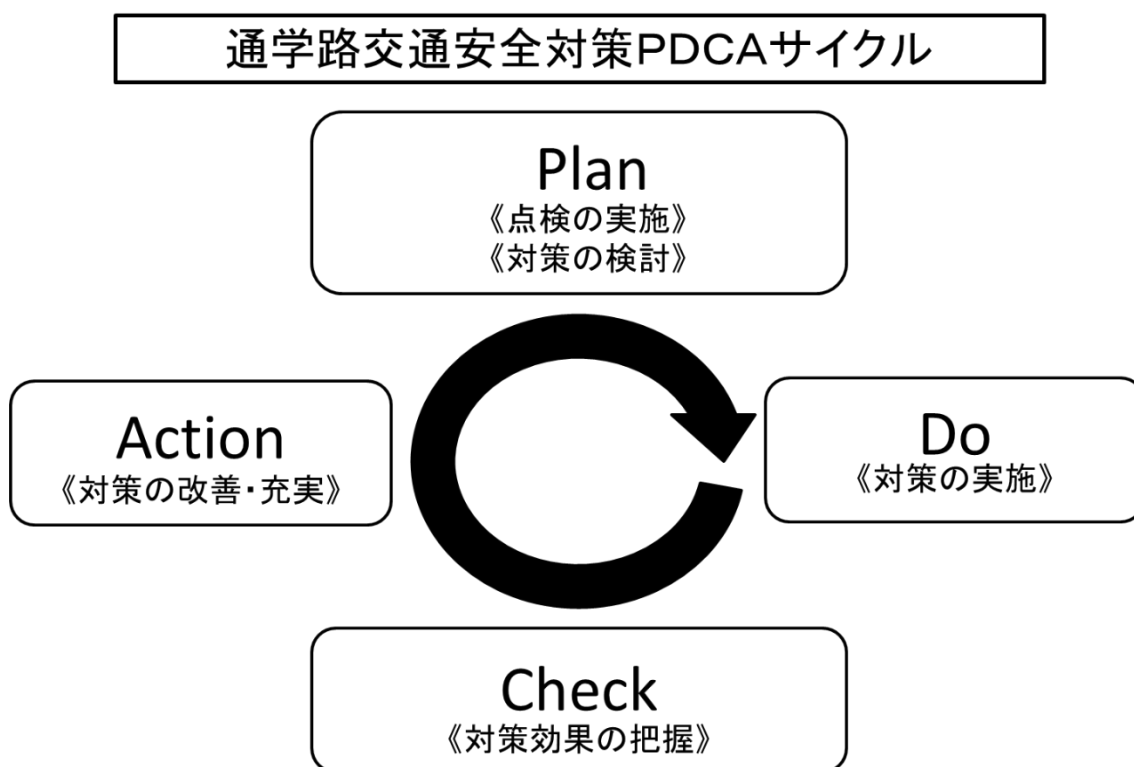 通学路交通安全対策PDCAサイクル
Plan
《点検の実施》
《対策の検討》
Action
《対策の改善・充実》
Do
《対策の実施》
Check
《対策効果の把握》